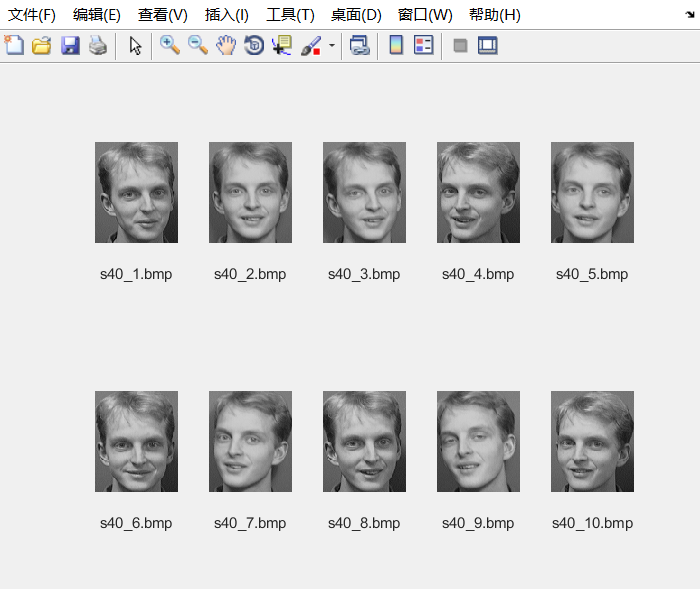 文件(F) 编辑(E) 查看(V) 插入(I) 工具(T) 桌面(D) 窗口(W) 帮助(H)
s40_1.bmp s40_2.bmp s40_3.bmp s40_4.bmp s40_5.bmp
s40_6.bmp s40_7.bmp s40_8.bmp s40_9.bmp s40_10.bmp